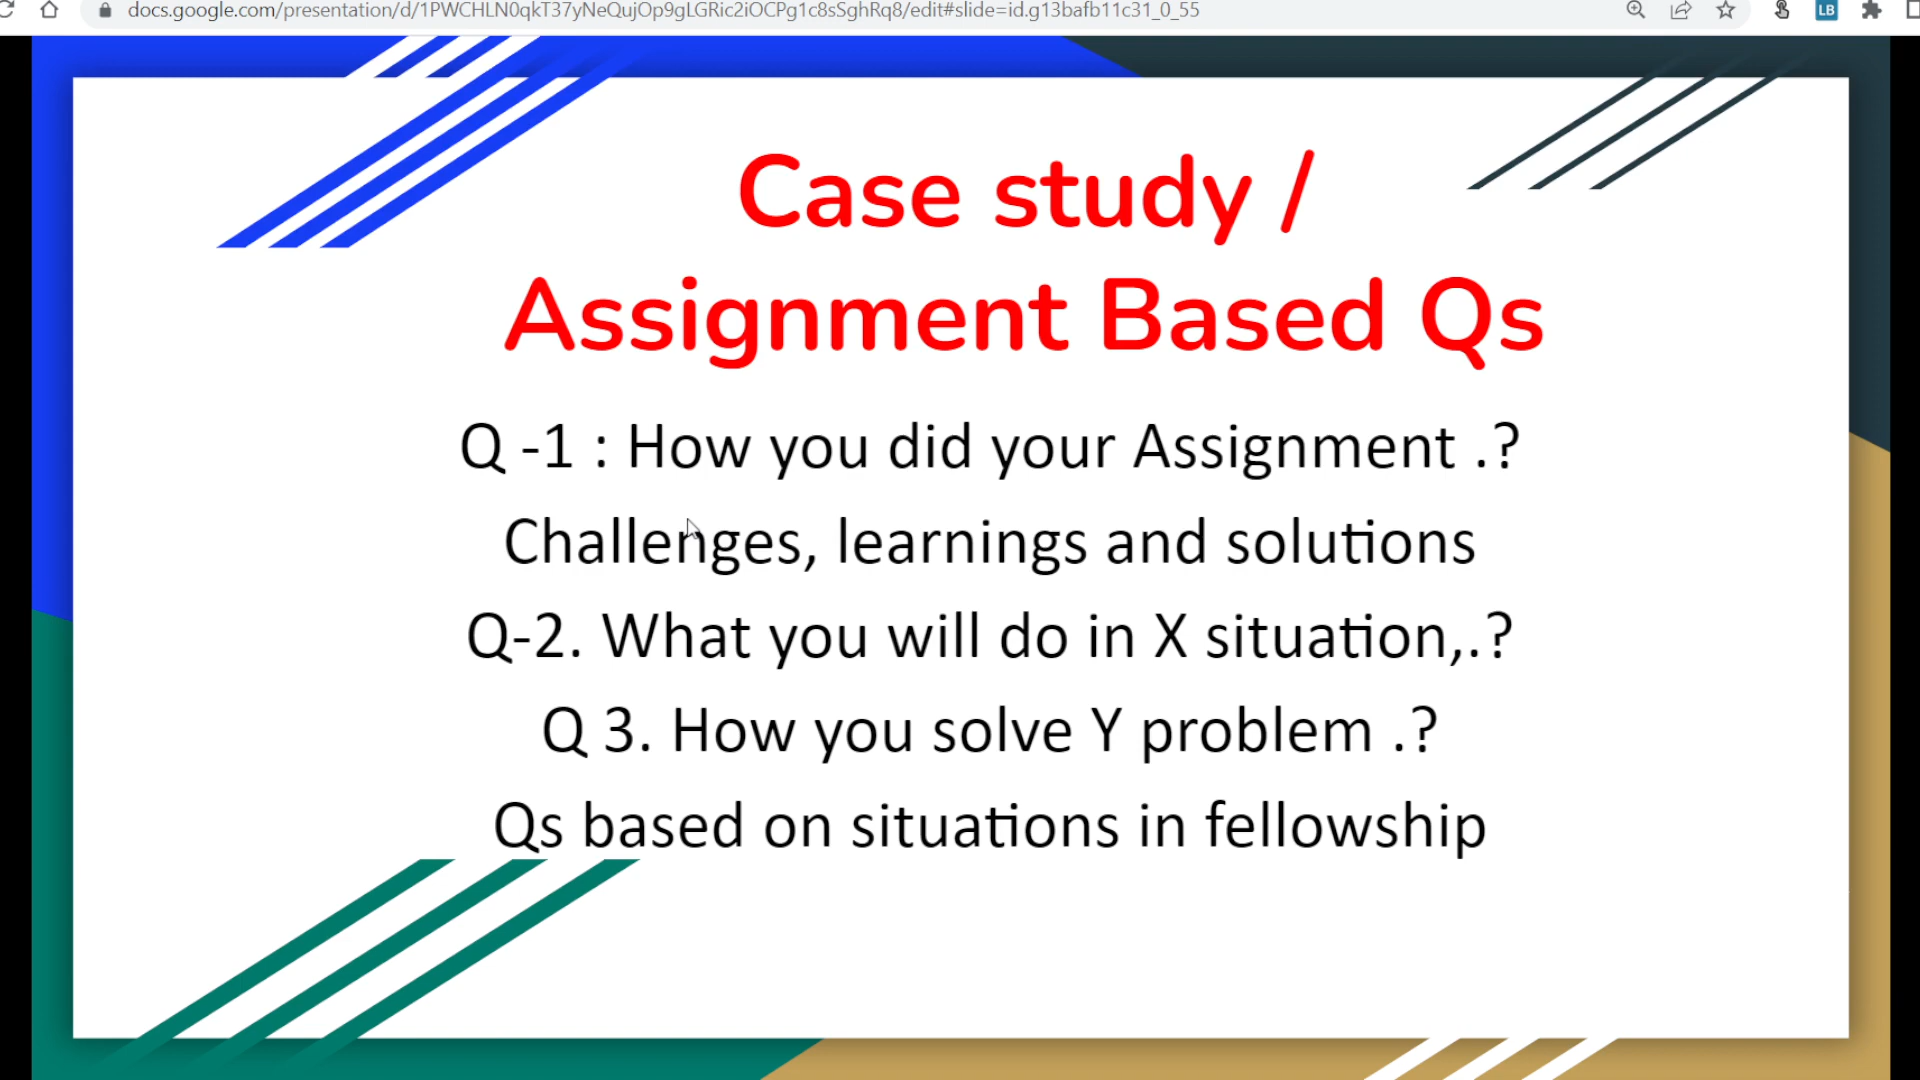 docs.google.com/presentation/d/1PWCHLN0qkT37yNeQujOp9gLGRic2iOCPg1c8sSghRq8/edit#slide=id.g13bafb11c31_0_55
LB
Case study /
Assignment Based Qs
Q -1 : How you did your Assignment .?
Challenges, learnings and solutions
Q-2. What you will do in X situation,.?
Q 3. How you solve Y problem .?
Qs based on situations in fellowship